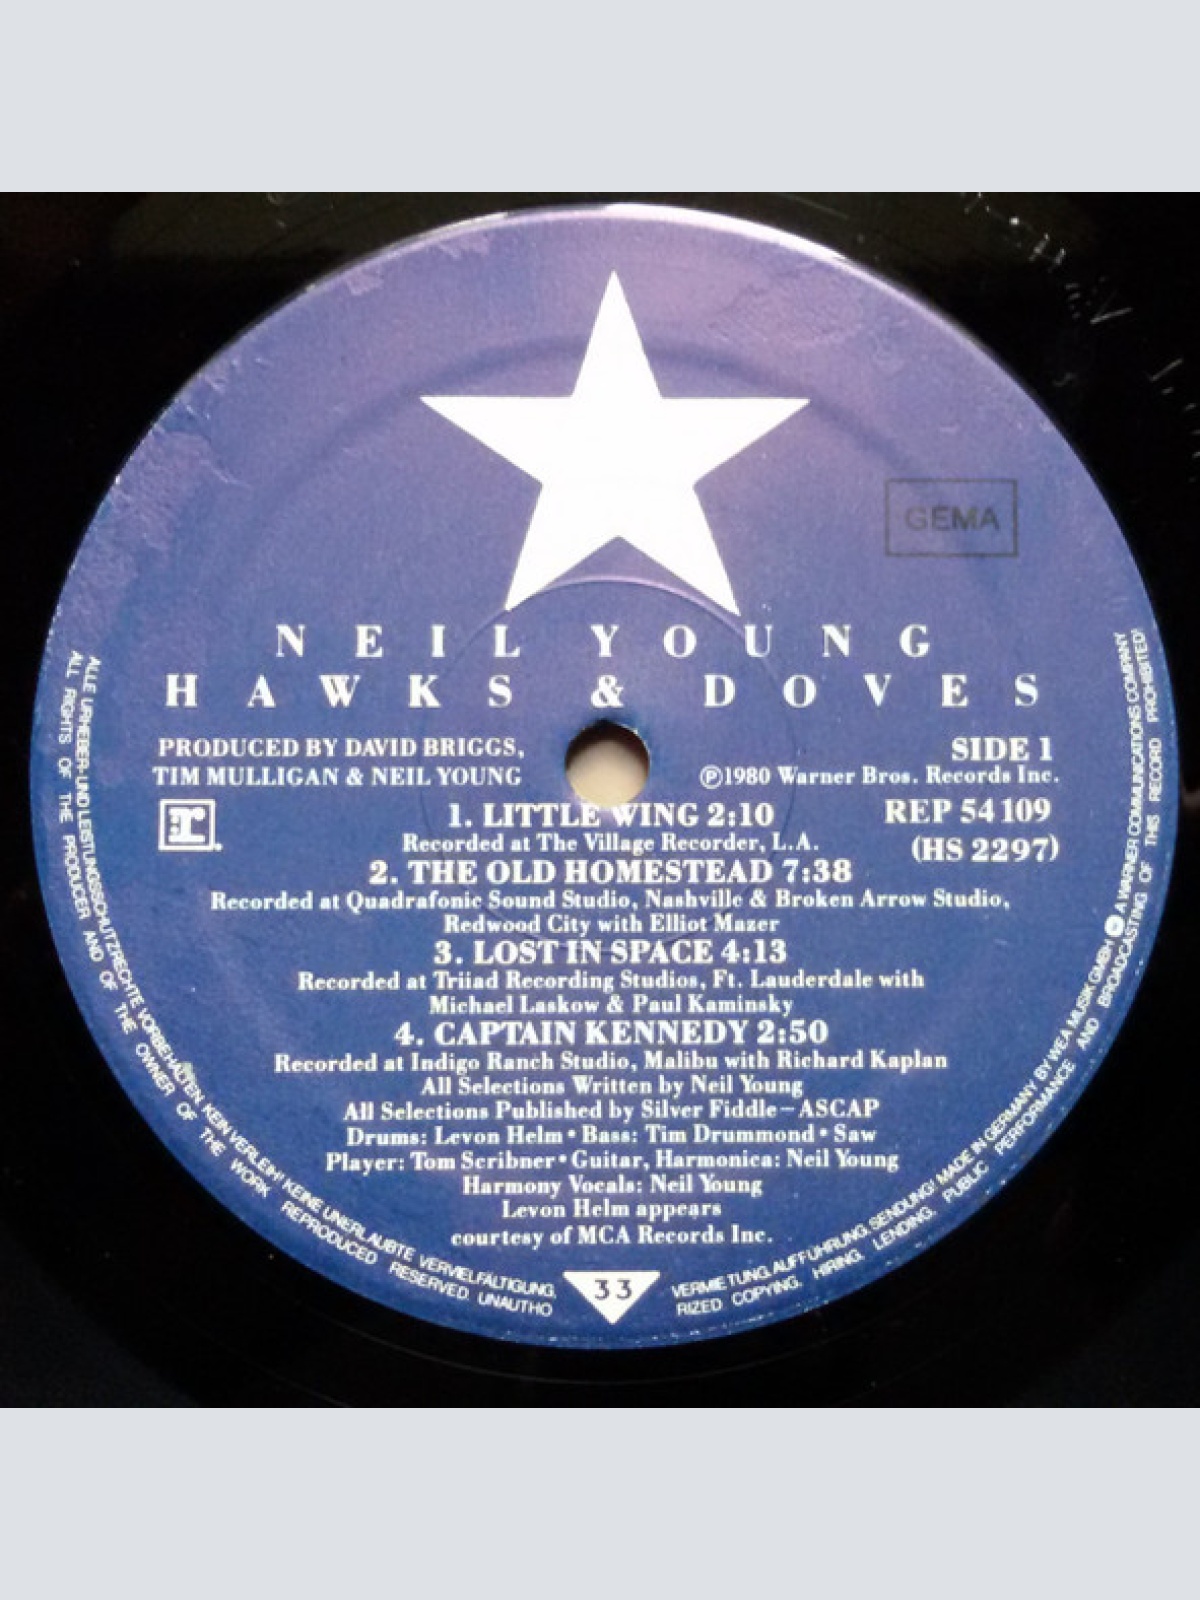 GEMA
NEIL YOUNG
HAWKS & DOVES
PRODUCED BY DAVID BRIGGS,
TIM MULLIGAN & NEIL YOUNG
SIDE 1
℗1980 Warner Bros. Records Inc.
r.
REP 54 109
(HS 2297)
1. LITTLE WING 2:10
Recorded at The Village Recorder, L.A.
2. THE OLD HOMESTEAD 7:38
Recorded at Quadrafonic Sound Studio, Nashville & Broken Arrow Studio,
Redwood City with Elliot Mazer
3. LOST IN SPACE 4:13
Recorded at Triiad Recording Studios, Ft. Lauderdale with
Michael Laskow & Paul Kaminsky
4. CAPTAIN KENNEDY 2:50
Recorded at Indigo Ranch Studio, Malibu with Richard Kaplan
All Selections Written by Neil Young
All Selections Published by Silver Fiddle—ASCAP
Drums: Levon Helm • Bass: Tim Drummond • Saw
Player: Tom Scribner • Guitar, Harmonica: Neil Young
Harmony Vocals: Neil Young
Levon Helm appears
courtesy of MCA Records Inc.
33
ALLE URHEBER- UND LEISTUNGSSCHUTZRECHTE VORBEHALTEN. KEIN VERLEIH! KEINE UNERLAUBTE VERVIELFÄLTIGUNG, VERMIETUNG, AUFFÜHRUNG, SENDUNG! MADE IN GERMANY BY WEA MUSIK GMBH A WARNER COMMUNICATIONS COMPANY
ALL RIGHTS OF THE PRODUCER AND OF THE OWNER OF THE WORK REPRODUCED RESERVED. UNAUTHORIZED COPYING, HIRING, LENDING, PUBLIC PERFORMANCE AND BROADCASTING OF THIS RECORD PROHIBITED!